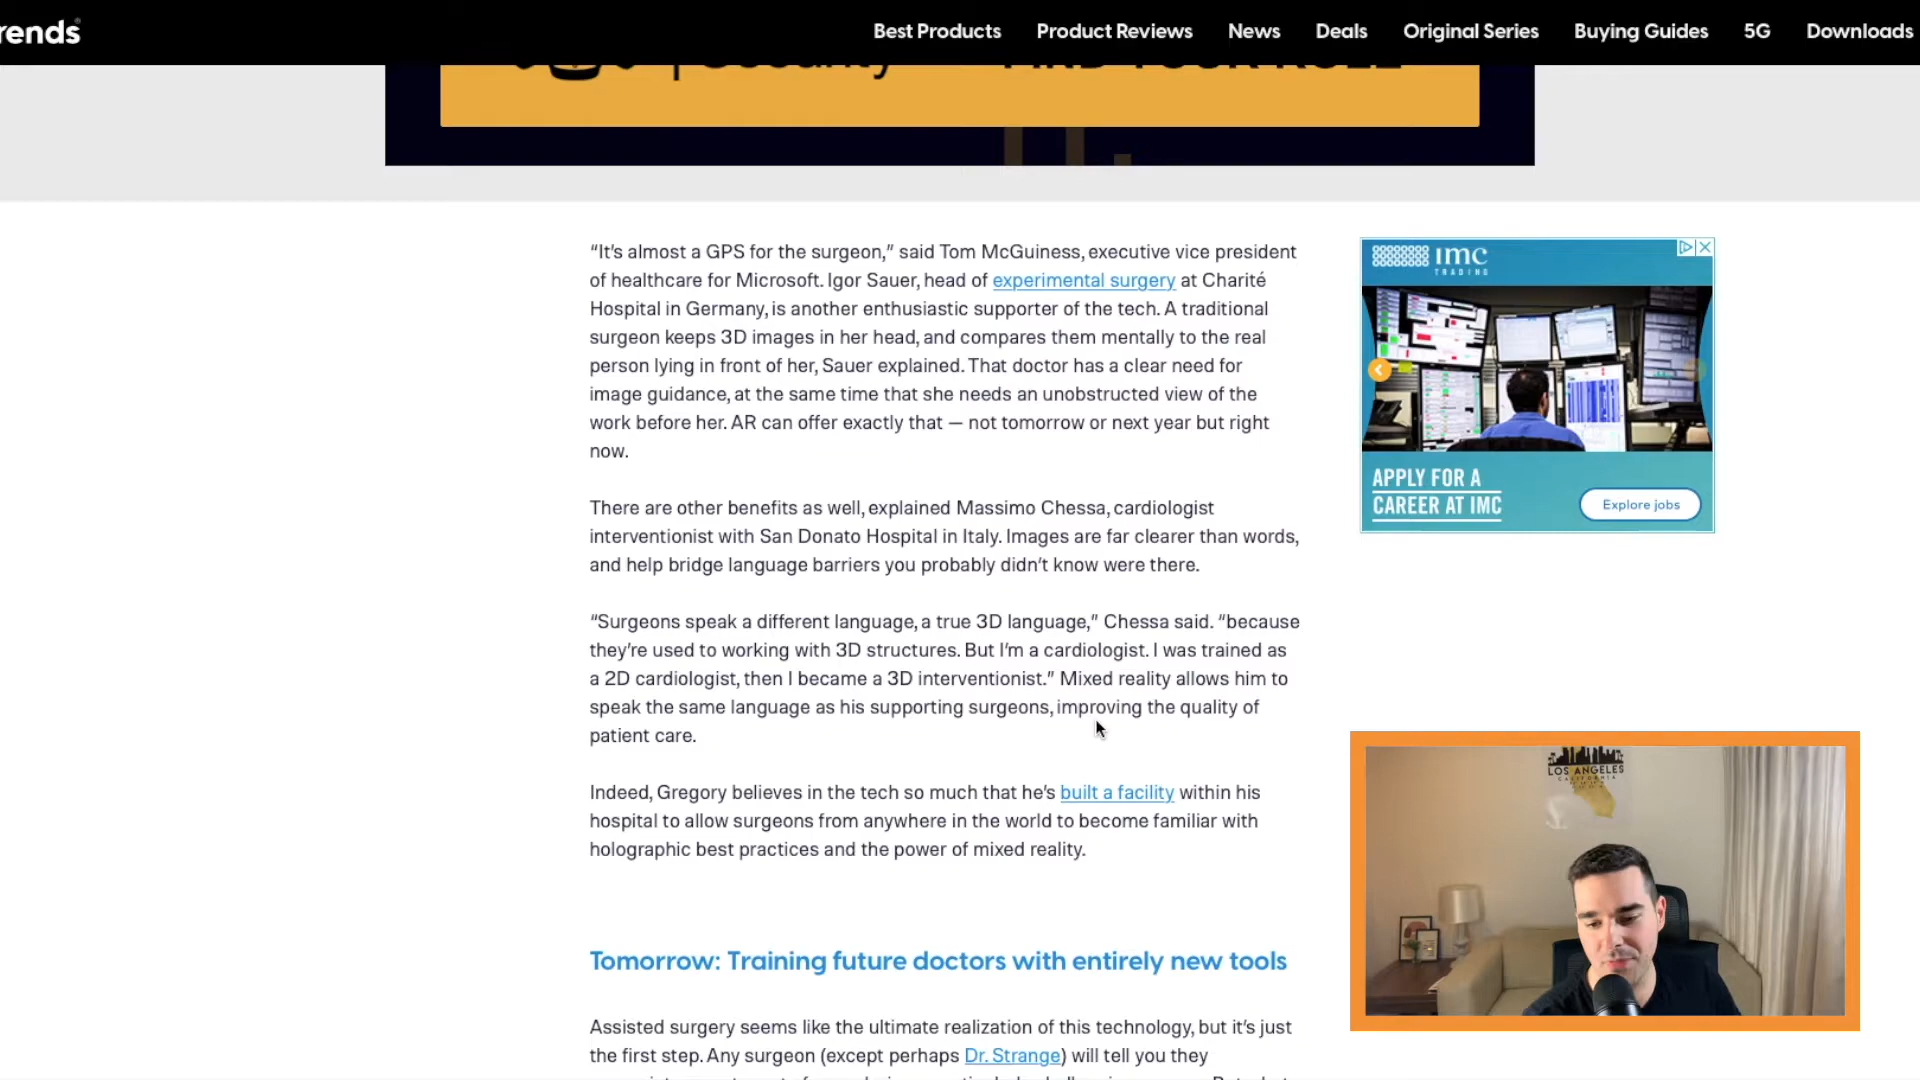 rends
Best Products Product Reviews News Deals Original Series Buying Guides 5G Downloads
| Security FIND YOUR ROLE
“It’s almost a GPS for the surgeon,” said Tom McGuiness, executive vice president
of healthcare for Microsoft. Igor Sauer, head of experimental surgery at Charité
Hospital in Germany, is another enthusiastic supporter of the tech. A traditional
surgeon keeps 3D images in her head, and compares them mentally to the real
person lying in front of her, Sauer explained. That doctor has a clear need for
image guidance, at the same time that she needs an unobstructed view of the
work before her. AR can offer exactly that — not tomorrow or next year but right
now.
There are other benefits as well, explained Massimo Chessa, cardiologist
interventionist with San Donato Hospital in Italy. Images are far clearer than words,
and help bridge language barriers you probably didn’t know were there.
“Surgeons speak a different language, a true 3D language,” Chessa said. “because
they’re used to working with 3D structures. But I’m a cardiologist. I was trained as
a 2D cardiologist, then I became a 3D interventionist.” Mixed reality allows him to
speak the same language as his supporting surgeons, improving the quality of
patient care.
Indeed, Gregory believes in the tech so much that he’s built a facility within his
hospital to allow surgeons from anywhere in the world to become familiar with
holographic best practices and the power of mixed reality.
Tomorrow: Training future doctors with entirely new tools
Assisted surgery seems like the ultimate realization of this technology, but it’s just
the first step. Any surgeon (except perhaps Dr. Strange) will tell you they
imc
TRADING
APPLY FOR A
CAREER AT IMC
Explore jobs
LOS ANGELES
CALIFORNIA